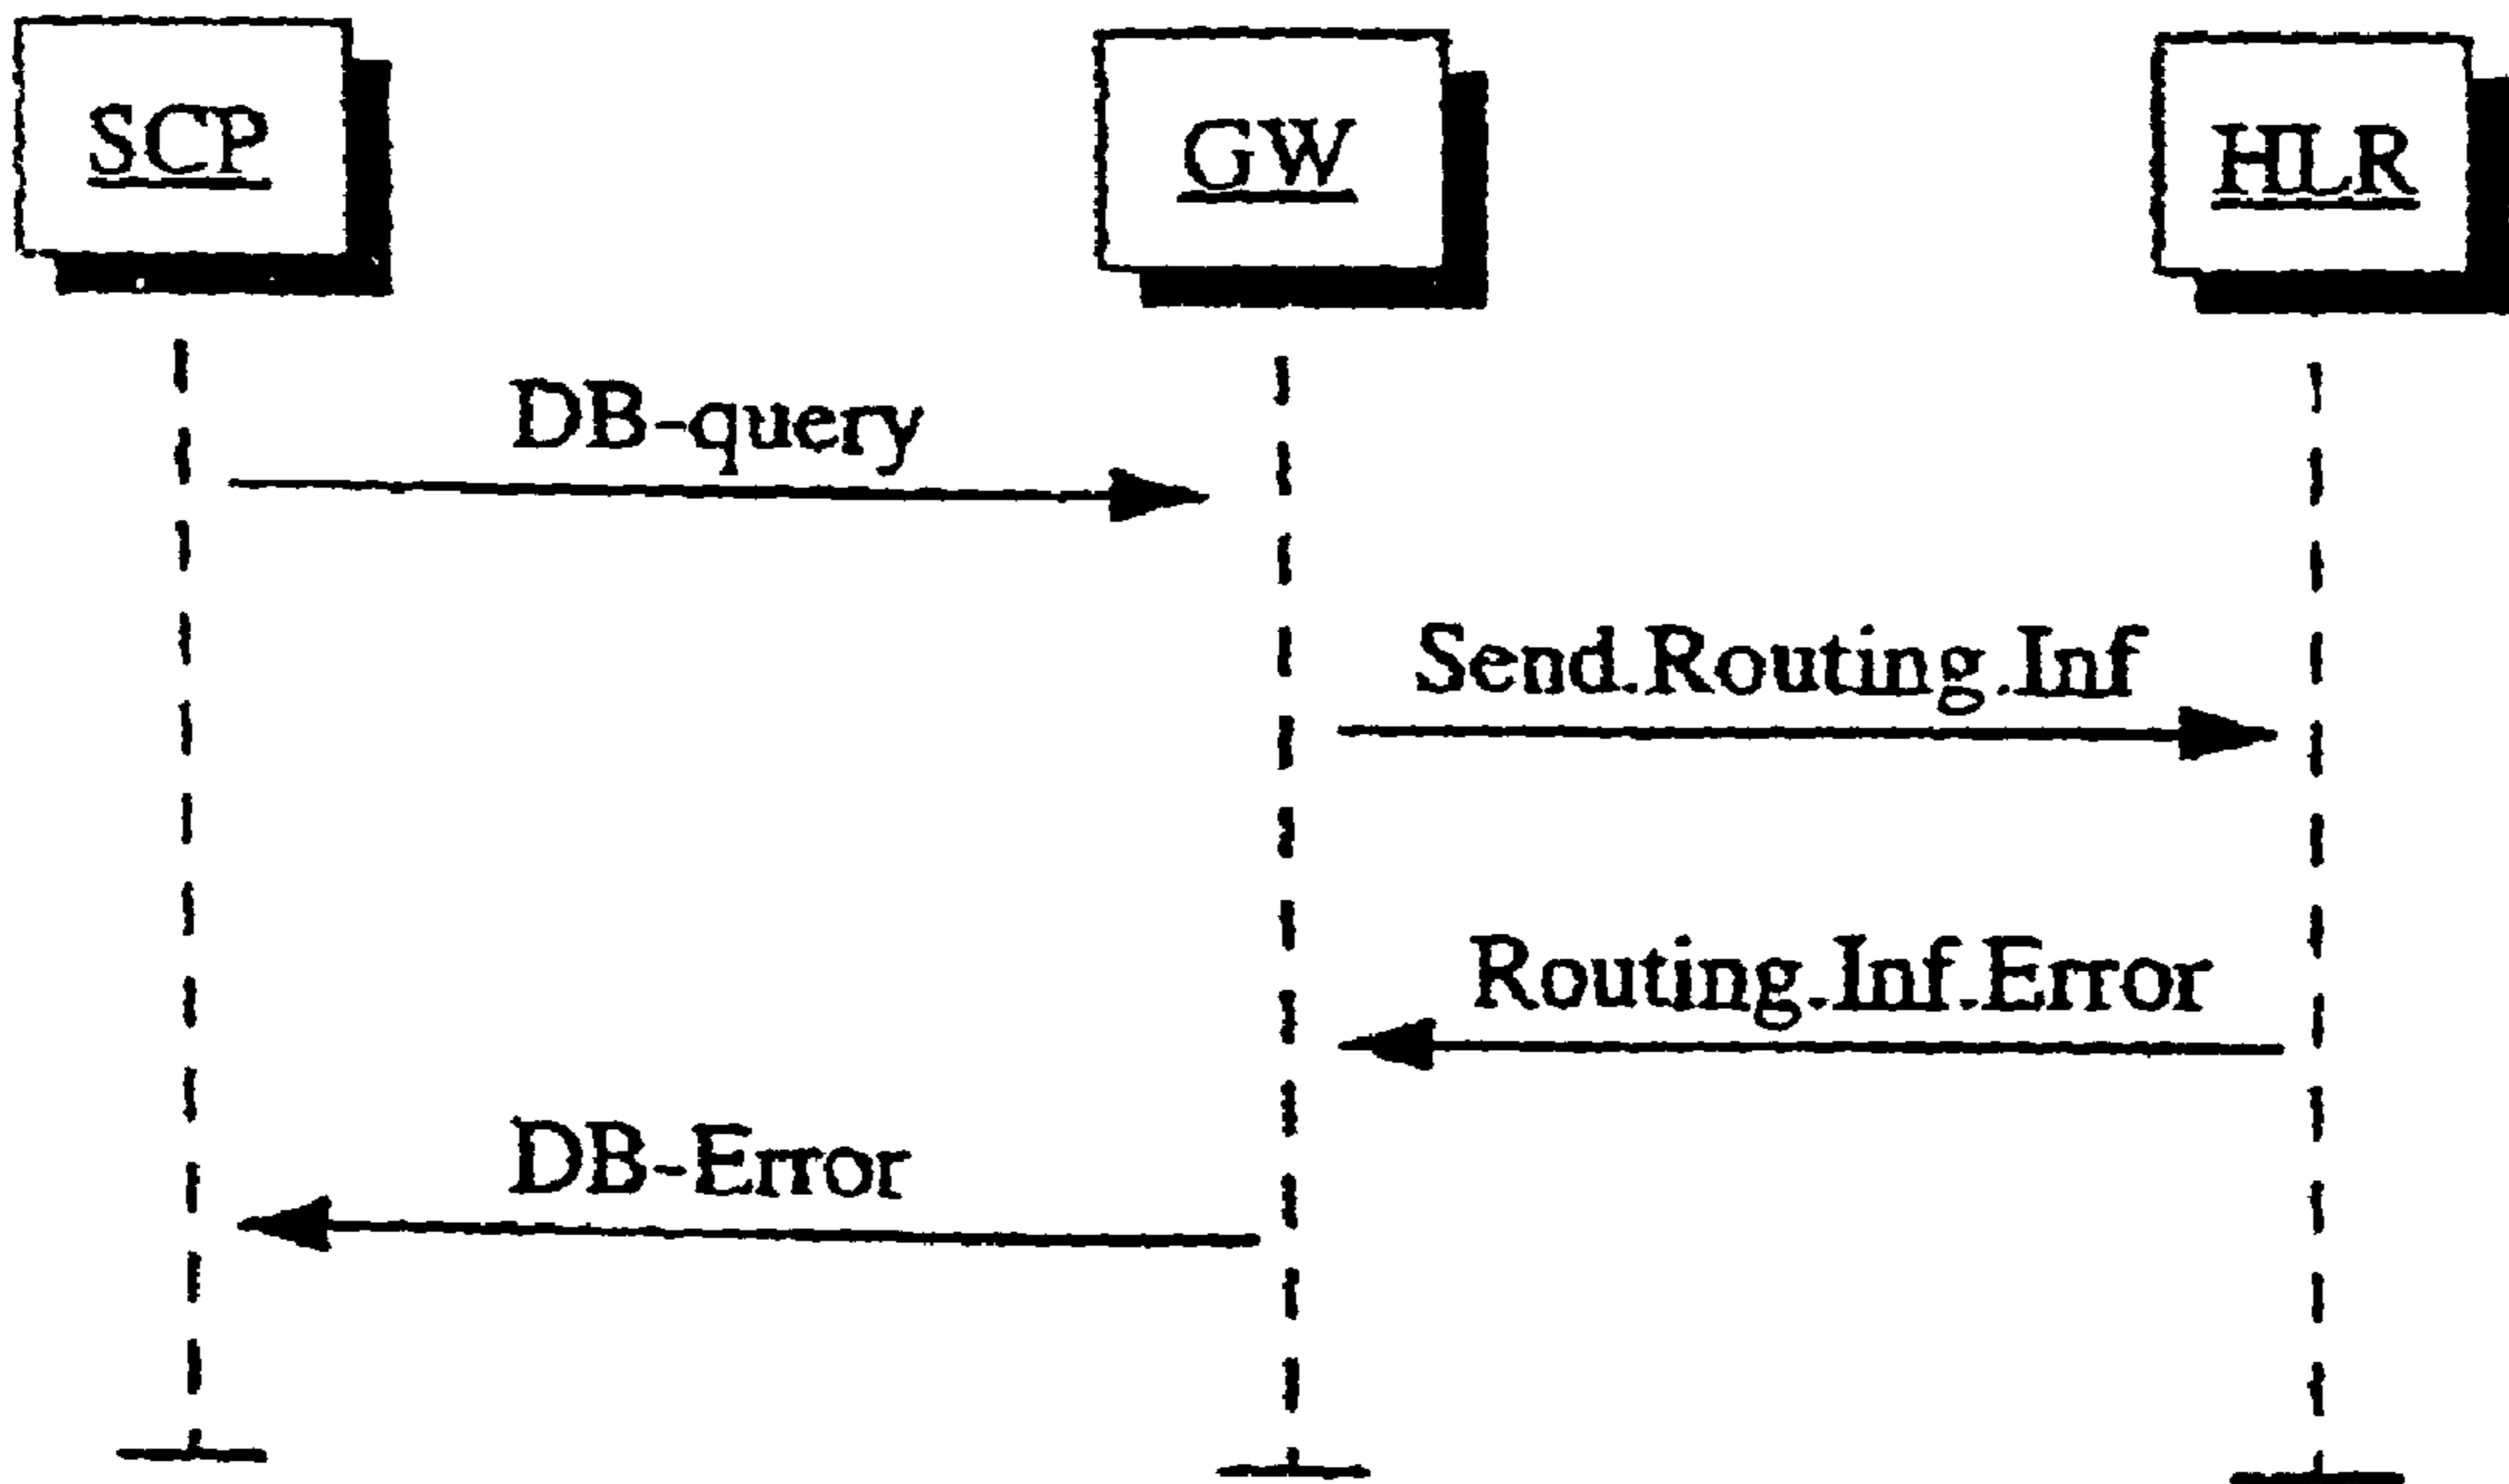 SCP
GW
HLR
DB-query
Send.Routing.Inf
Routing.Inf.Error
DB-Error